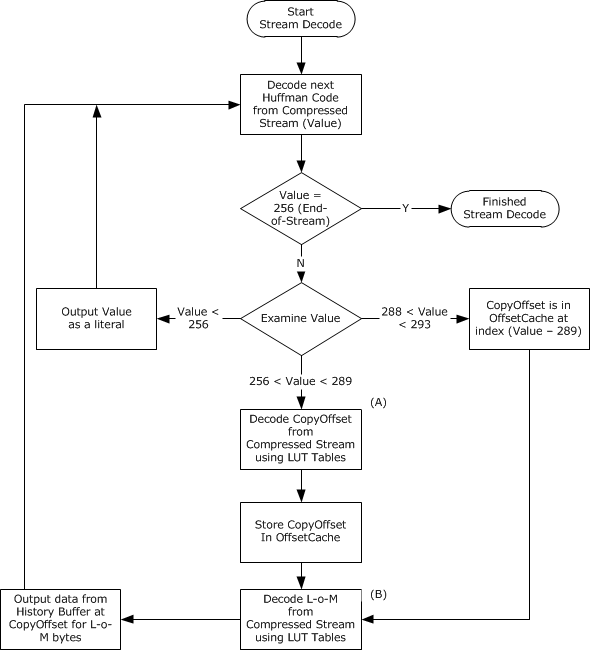 Start
Stream Decode
Decode next
Huffman Code
from Compressed
Stream (Value)
Value =
256 (End-
of-Stream)
Y
Finished
Stream Decode
N
Output Value
as a literal
Value <
256
Examine Value
288 < Value
< 293
CopyOffset is in
OffsetCache at
index (Value – 289)
256 < Value < 289
(A)
Decode CopyOffset
from
Compressed Stream
using LUT Tables
Store CopyOffset
In OffsetCache
(B)
Output data from
History Buffer at
CopyOffset for L-o-
M bytes
Decode L-o-M
from
Compressed Stream
using LUT Tables